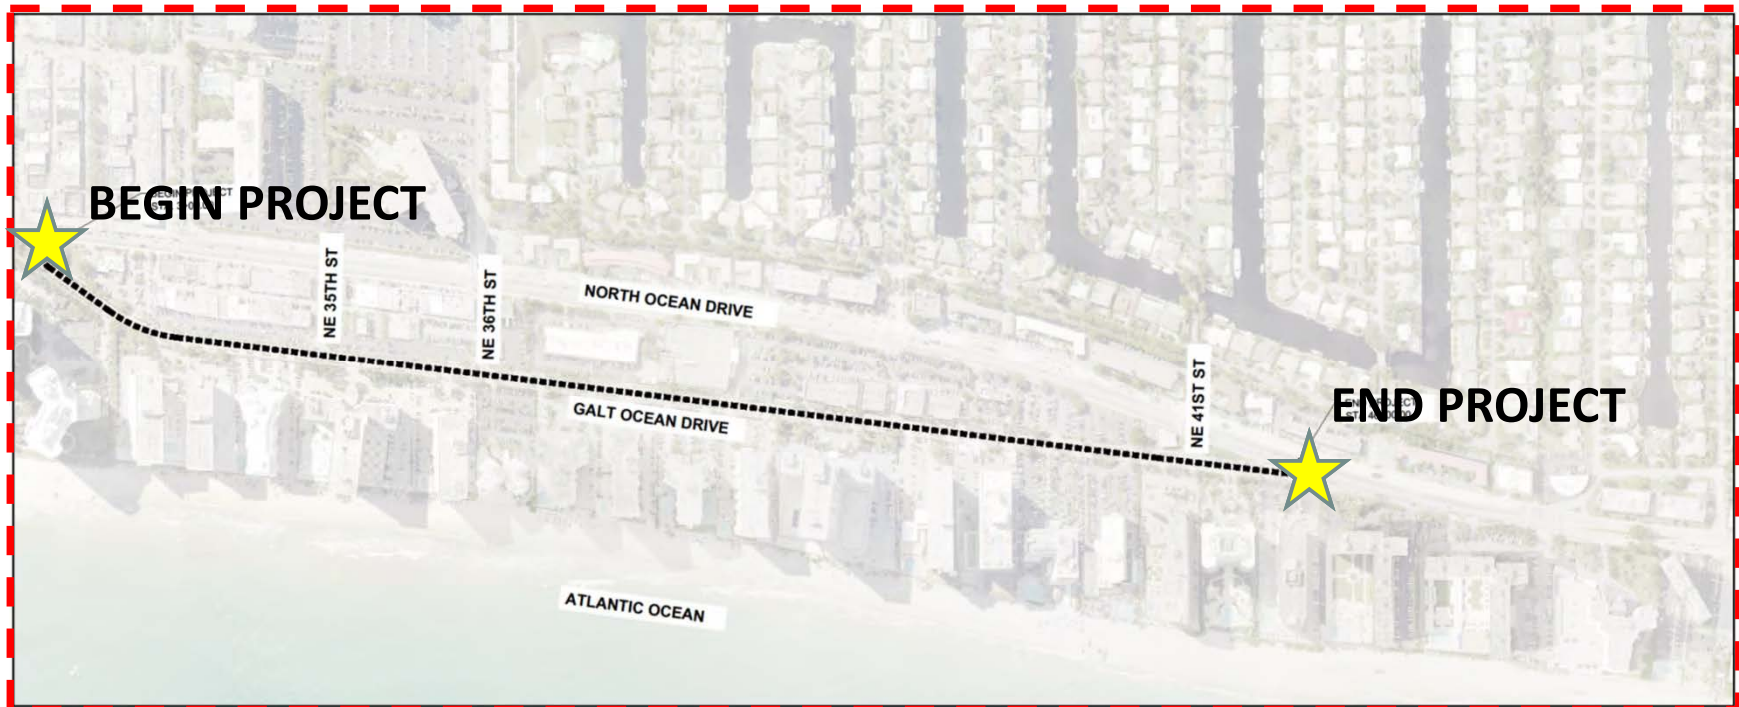 BEGIN PROJECT
NE 35TH ST
NE 36TH ST
NORTH OCEAN DRIVE
GALT OCEAN DRIVE
NE 41ST ST
END PROJECT
ATLANTIC OCEAN